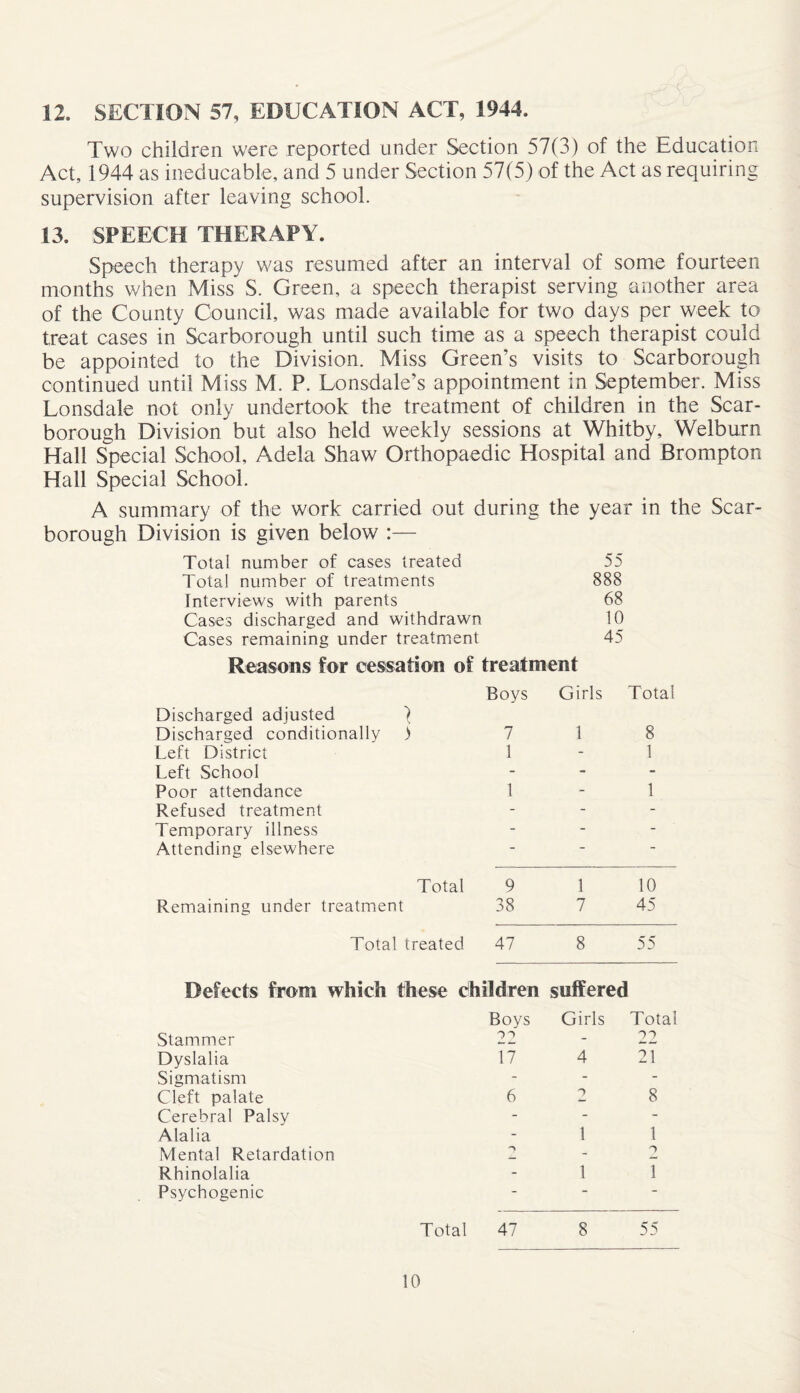 12. SECTION 57, EDUCATION ACT, 1944.
Two children were reported under Section 57(3) of the Education
Act, 1944 as ineducable, and 5 under Section 57(5) of the Act as requiring
supervision after leaving school.
13. SPEECH THERAPY.
Speech therapy was resumed after an interval of some fourteen
months when Miss S. Green, a speech therapist serving another area
of the County Council, was made available for two days per week to
treat cases in Scarborough until such time as a speech therapist could
be appointed to the Division. Miss Green's visits to Scarborough
continued until Miss M. P. Lonsdale's appointment in September. Miss
Lonsdale not only undertook the treatment of children in the Scar-
borough Division but also held weekly sessions at Whitby, Welburn
Hall Special School, Adela Shaw Orthopaedic Hospital and Brompton
Hall Special School.
A summary of the work carried out during the year in the Scar-
borough Division is given below :—
Total number of cases treated 55
Total number of treatments 888
Interviews with parents 68
Cases discharged and withdrawn 10
Cases remaining under treatment 45
Reasons for cessation of treatment
Boys Girls Total
Discharged adjusted }
Discharged conditionally } 7 1 8
Left District 1 - 1
Left School - - -
Poor attendance 1 - 1
Refused treatment - - -
Temporary illness - - -
Attending elsewhere - - -
Total 9 1 10
Remaining under treatment 38 7 45
Total treated 47 8 55
Defects from which these children suffered
Boys Girls Total
Stammer 22 - 22
Dyslalia 17 4 21
Sigmatism - - -
Cleft palate 6 2 8
Cerebral Palsy - - -
Alalia - 1 1
Mental Retardation 2 - 2
Rhinolalia - 1 1
Psychogenic - - -
Total 47 8 55
10